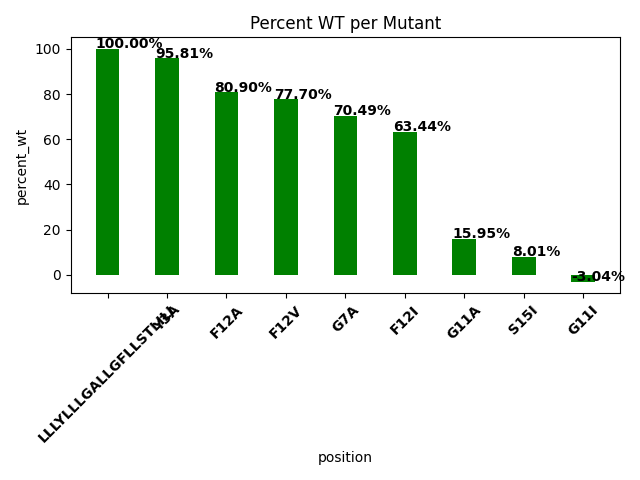 Percent WT per Mutant
percent_wt
100
80
60
40
20
0
100.00%
95.81%
80.90%
77.70%
70.49%
63.44%
15.95%
8.01%
-3.04%
Y3A
F12A
F12V
G7A
F12I
G11A
S15I
G11I
position